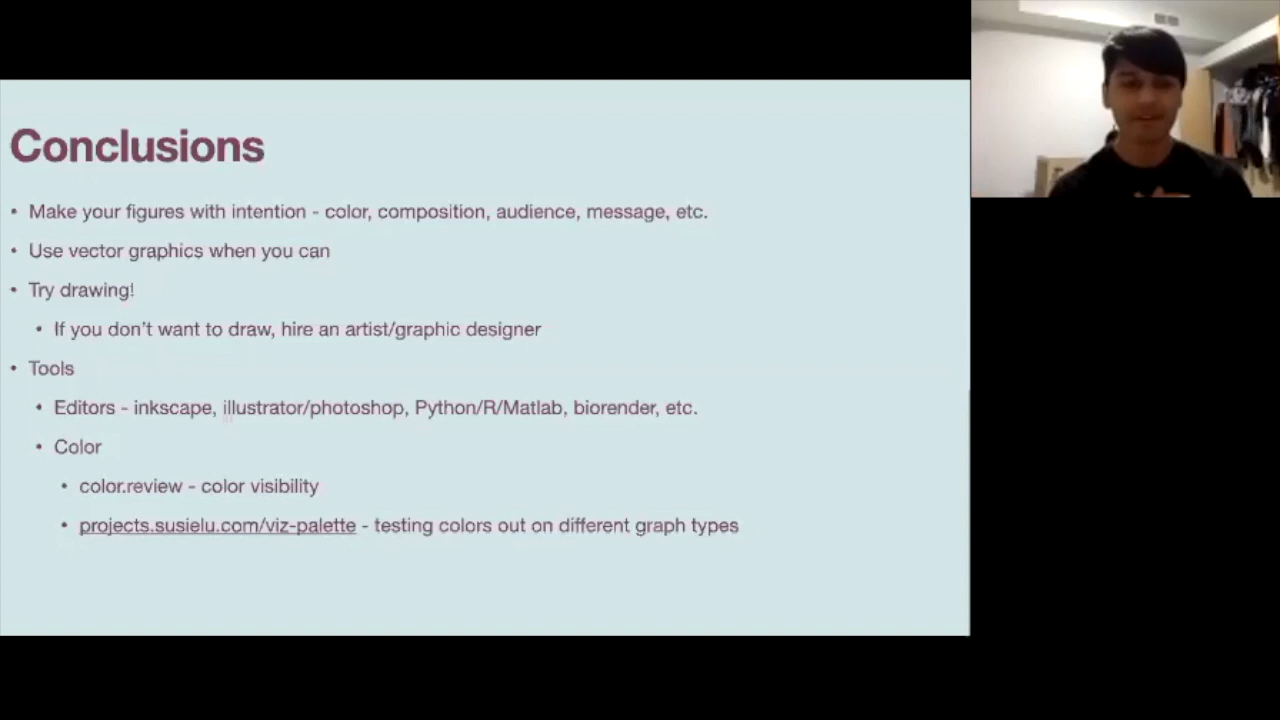 Conclusions
• Make your figures with intention - color, composition, audience, message, etc.
• Use vector graphics when you can
• Try drawing!
• If you don't want to draw, hire an artist/graphic designer
• Tools
• Editors - inkscape, illustrator/photoshop, Python/R/Matlab, biorender, etc.
• Color
• color.review - color visibility
• projects.susielu.com/viz-palette - testing colors out on different graph types